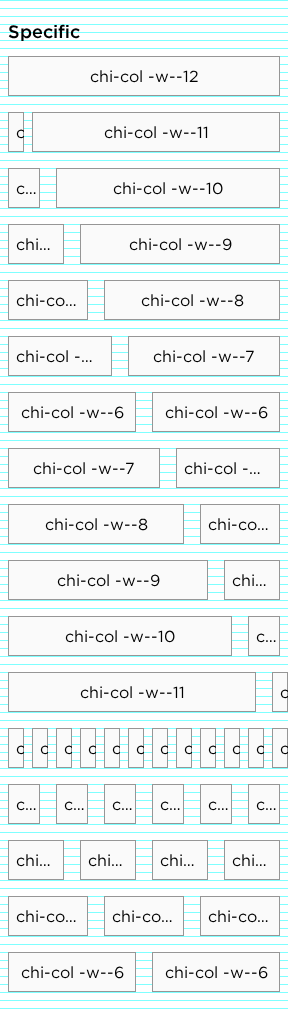 Specific
chi-col -w--12
c chi-col -w--11
c... chi-col -w--10
chi... chi-col -w--9
chi-co... chi-col -w--8
chi-col -... chi-col -w--7
chi-col -w--6 chi-col -w--6
chi-col -w--7 chi-col -...
chi-col -w--8 chi-co...
chi-col -w--9 chi...
chi-col -w--10 c...
chi-col -w--11 c
c c c c c c c c c c c c
c... c... c... c... c... c...
chi... chi... chi... chi...
chi-co... chi-co... chi-co...
chi-col -w--6 chi-col -w--6